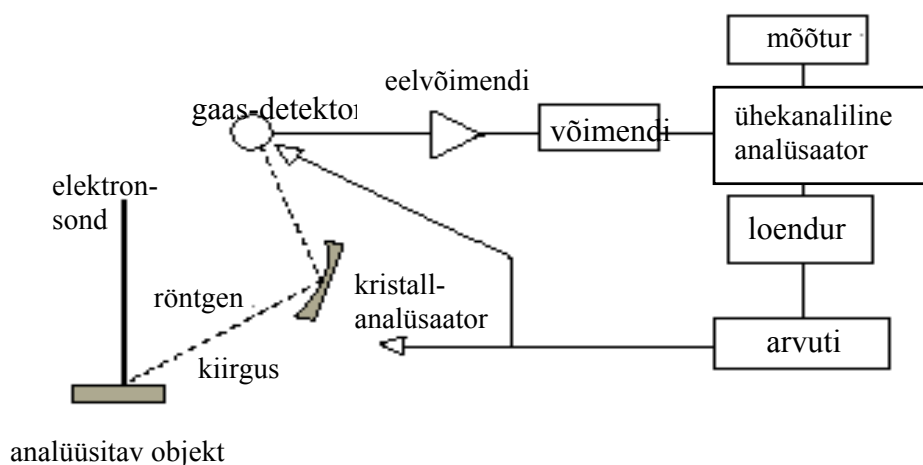 mõõtur
eelvõimendi
gaas-detektor
võimendi
ühekanaliline
analüsaator
elektron-
sond
loendur
röntgen
kristall-
analüsaator
arvuti
kiirgus
analüüsitav objekt